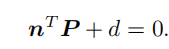 n^T P + d = 0.